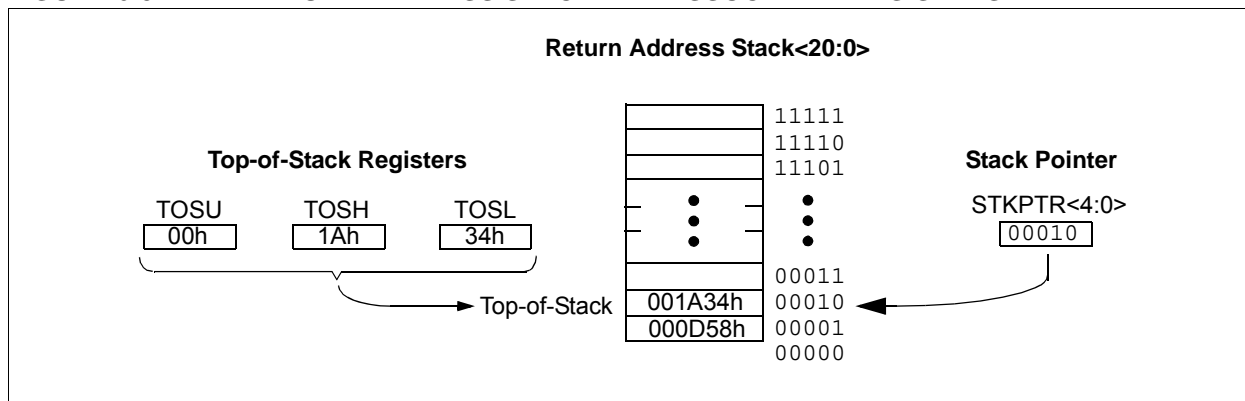 Return Address Stack<20:0>
11111
11110
11101
Top-of-Stack Registers
Stack Pointer
TOSU TOSH TOSL
00h 1Ah 34h
STKPTR<4:0>
00010
00011
Top-of-Stack 001A34h 00010
000D58h 00001
00000